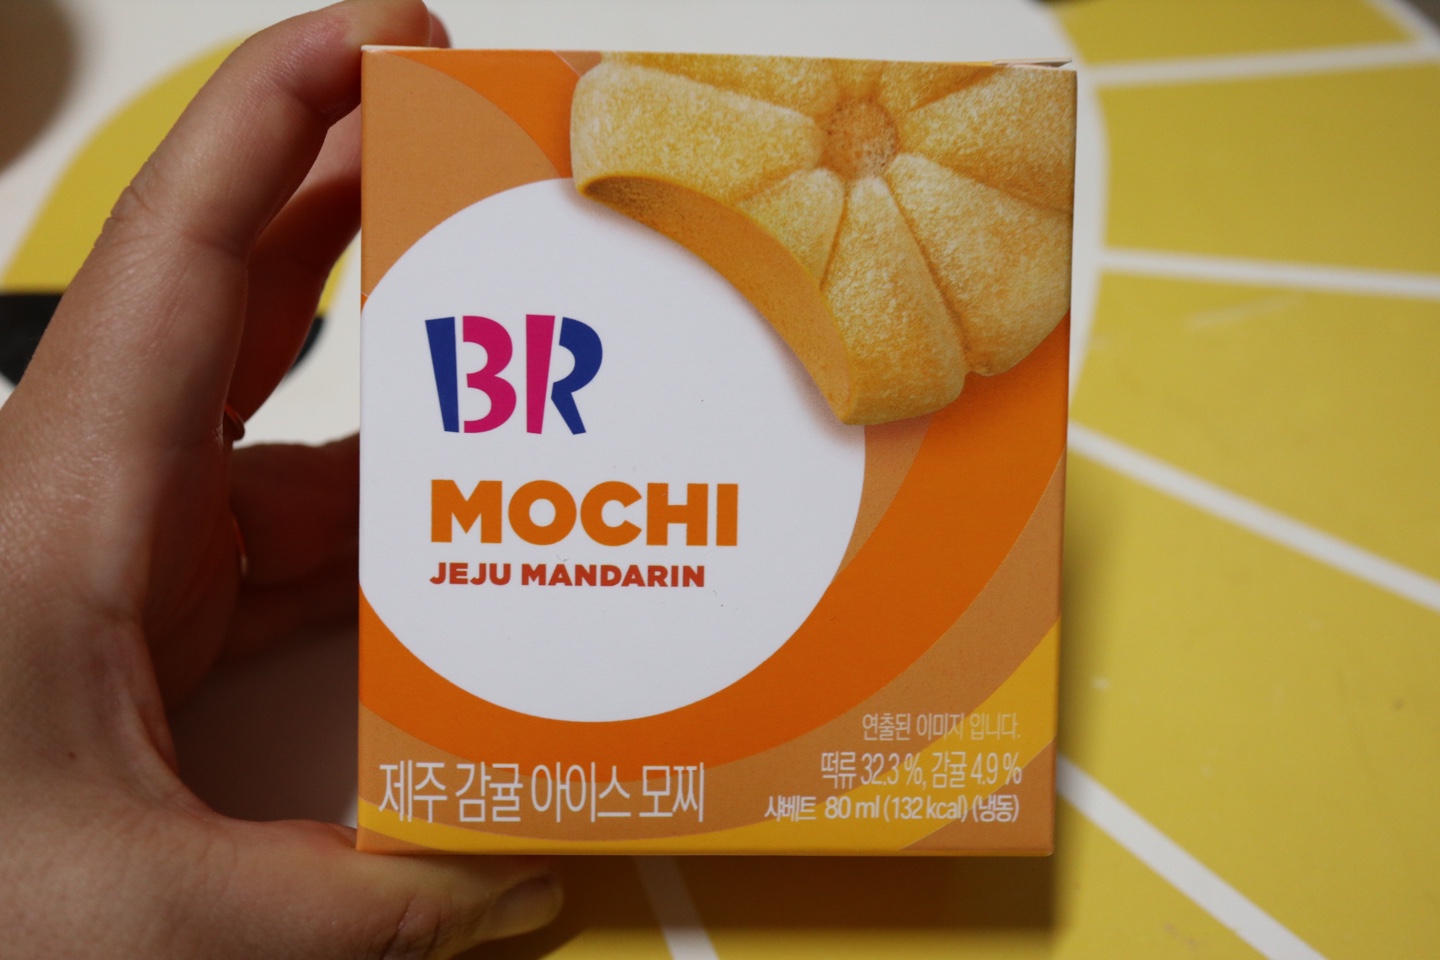 BR
MOCHI
JEJU MANDARIN
연출된 이미지 입니다.
제주 감귤 아이스 모찌
떡류 32.3 %, 감귤 4.9 %
샤베트 80 ml (132 kcal) (냉동)